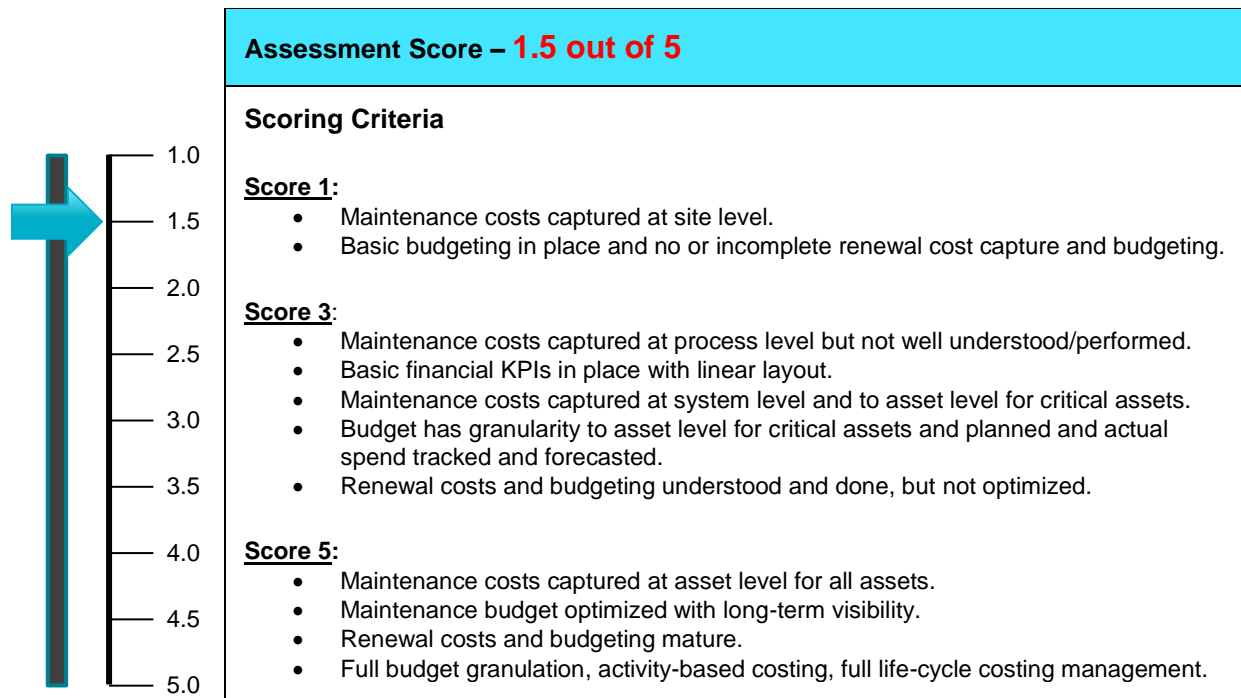 Assessment Score – 1.5 out of 5
Scoring Criteria
1.0
1.5
2.0
2.5
3.0
3.5
4.0
4.5
5.0
Score 1:
• Maintenance costs captured at site level.
• Basic budgeting in place and no or incomplete renewal cost capture and budgeting.
Score 3:
• Maintenance costs captured at process level but not well understood/performed.
• Basic financial KPIs in place with linear layout.
• Maintenance costs captured at system level and to asset level for critical assets.
• Budget has granularity to asset level for critical assets and planned and actual
spend tracked and forecasted.
• Renewal costs and budgeting understood and done, but not optimized.
Score 5:
• Maintenance costs captured at asset level for all assets.
• Maintenance budget optimized with long-term visibility.
• Renewal costs and budgeting mature.
• Full budget granulation, activity-based costing, full life-cycle costing management.